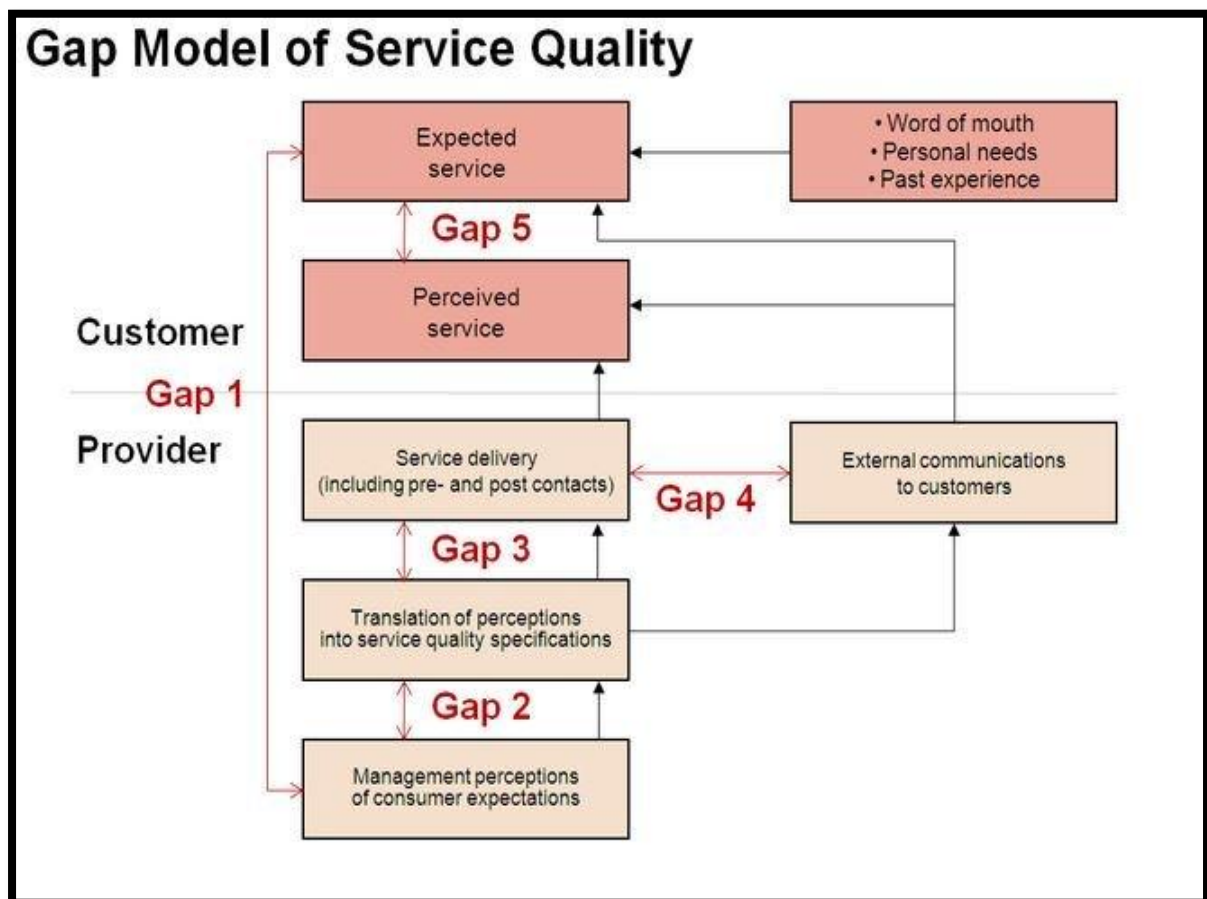 Gap Model of Service Quality
Expected
service
• Word of mouth
• Personal needs
• Past experience
Gap 5
Perceived
service
Customer
Gap 1
Provider
Service delivery
(including pre- and post contacts)
Gap 4
External communications
to customers
Gap 3
Translation of perceptions
into service quality specifications
Gap 2
Management perceptions
of consumer expectations